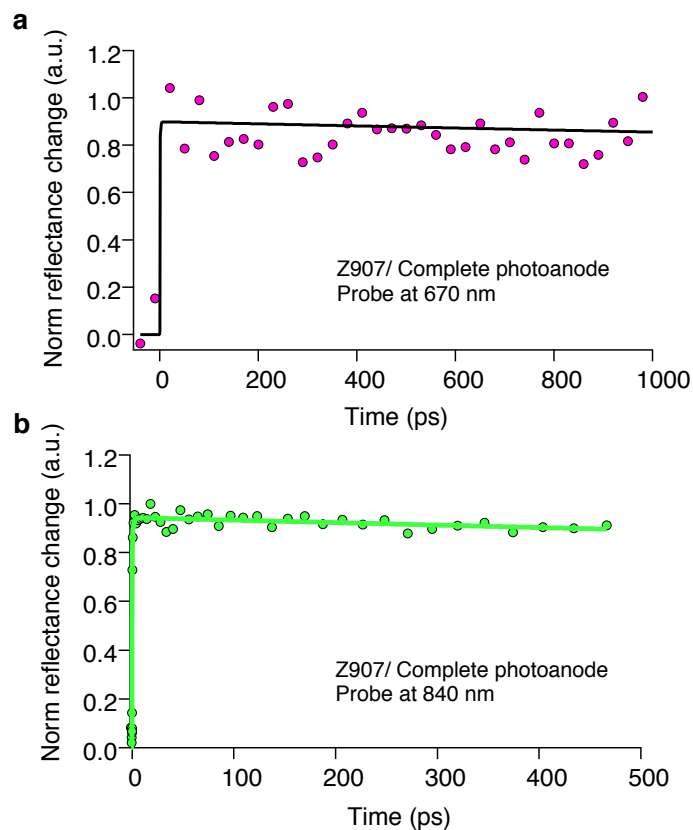 a
Norm reflectance change (a.u.)
1.2
1.0
0.8
0.6
0.4
0.2
0.0
Z907/ Complete photoanode
Probe at 670 nm
0 200 400 600 800 1000
Time (ps)
b
Norm reflectance change (a.u.)
1.2
1.0
0.8
0.6
0.4
0.2
0.0
Z907/ Complete photoanode
Probe at 840 nm
0 100 200 300 400 500
Time (ps)